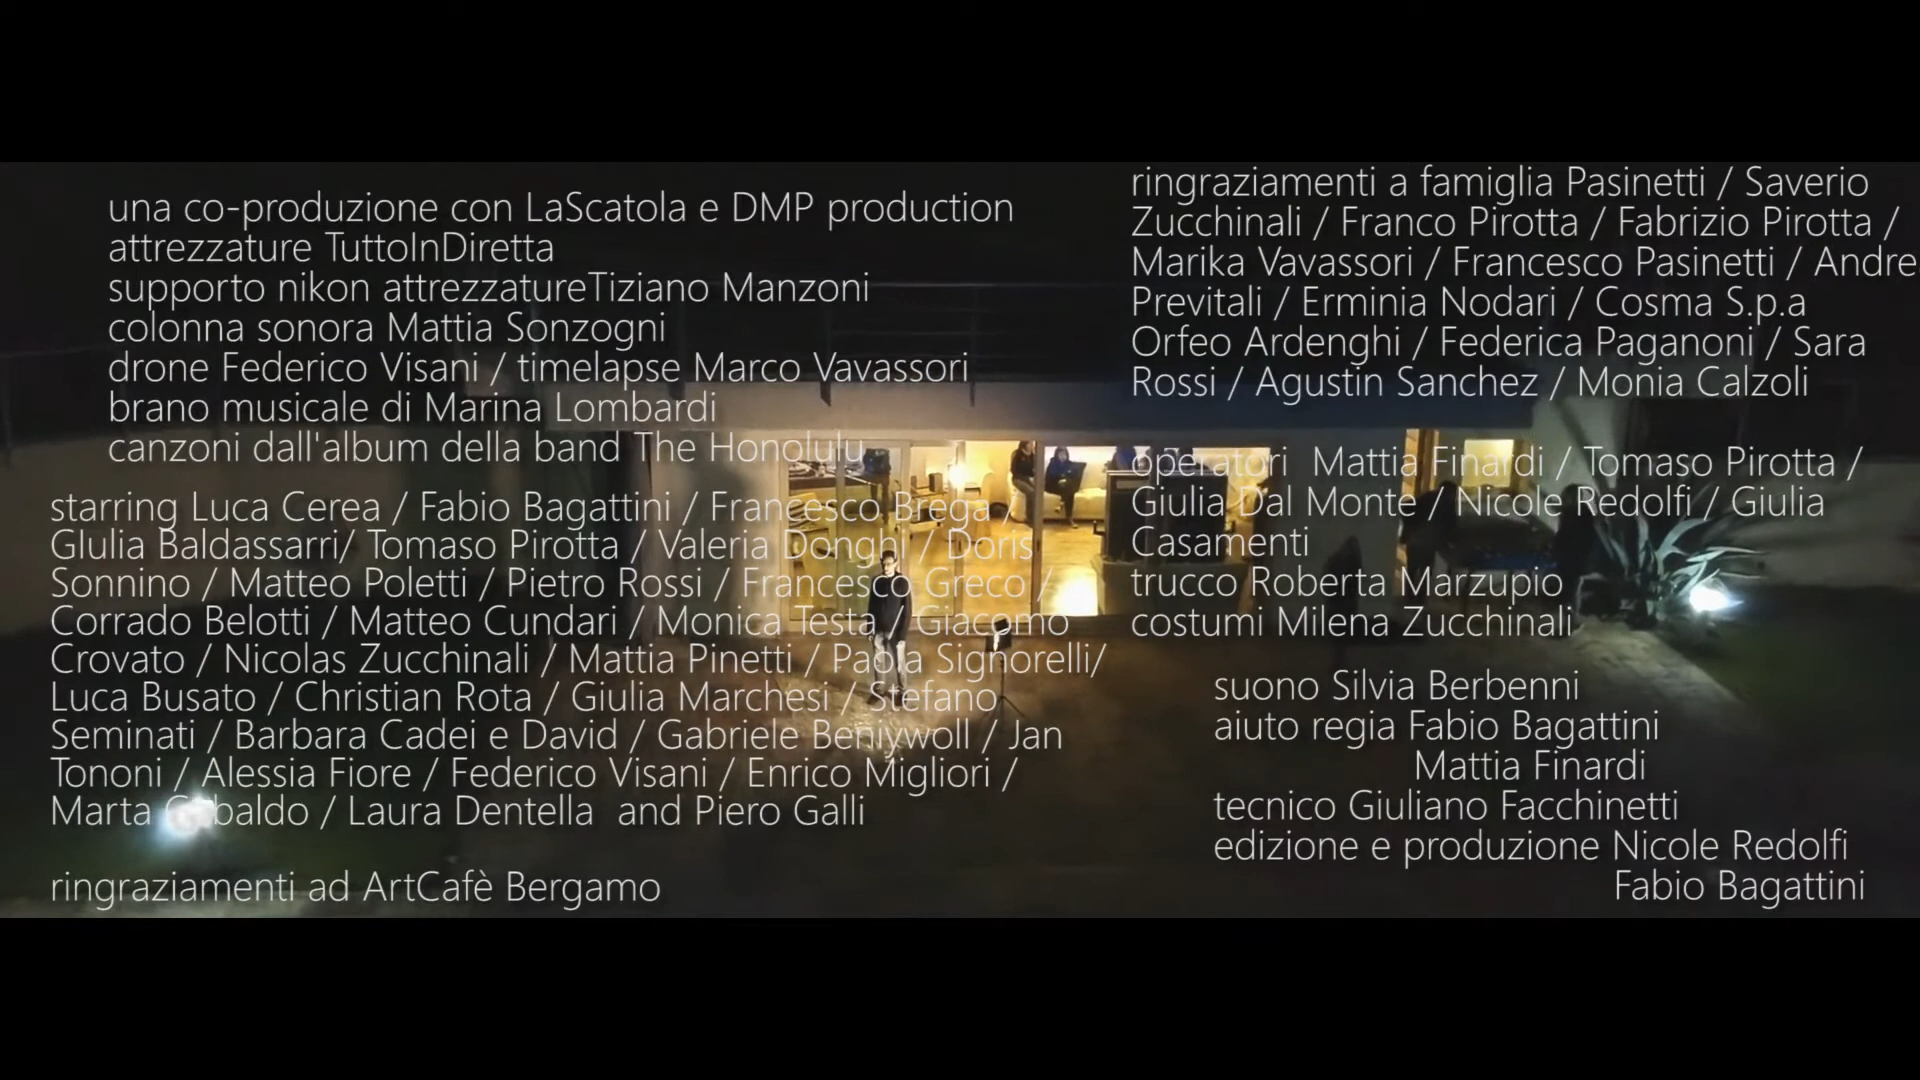 una co-produzione con LaScatola e DMP production
attrezzature TuttoInDiretta
supporto nikon attrezzatureTiziano Manzoni
colonna sonora Mattia Sonzogni
drone Federico Visani / timelapse Marco Vavassori
brano musicale di Marina Lombardi
canzoni dall'album della band The Honolulu
starring Luca Cerea / Fabio Bagattini / Francesco Brega /
GIulia Baldassarri/ Tomaso Pirotta / Valeria Donghi / Doris
Sonnino / Matteo Poletti / Pietro Rossi / Francesco Greco /
Corrado Belotti / Matteo Cundari / Monica Testa / Giacomo
Crovato / Nicolas Zucchinali / Mattia Pinetti / Paola Signorelli/
Luca Busato / Christian Rota / Giulia Marchesi / Stefano
Seminati / Barbara Cadei e David / Gabriele Beniywoll / Jan
Tononi / Alessia Fiore / Federico Visani / Enrico Migliori /
Marta / Laura Dentella and Piero Galli
ringraziamenti ad ArtCafè Bergamo
ringraziamenti a famiglia Pasinetti / Saverio
Zucchinali / Franco Pirotta / Fabrizio Pirotta /
Marika Vavassori / Francesco Pasinetti / Andre
Previtali / Erminia Nodari / Cosma S.p.a
Orfeo Ardenghi / Federica Paganoni / Sara
Rossi / Agustin Sanchez / Monia Calzoli
operatori Mattia Finardi / Tomaso Pirotta /
Giulia Dal Monte / Nicole Redolfi / Giulia
Casamenti
trucco Roberta Marzupio
costumi Milena Zucchinali
suono Silvia Berbenni
aiuto regia Fabio Bagattini
Mattia Finardi
tecnico Giuliano Facchinetti
edizione e produzione Nicole Redolfi
Fabio Bagattini